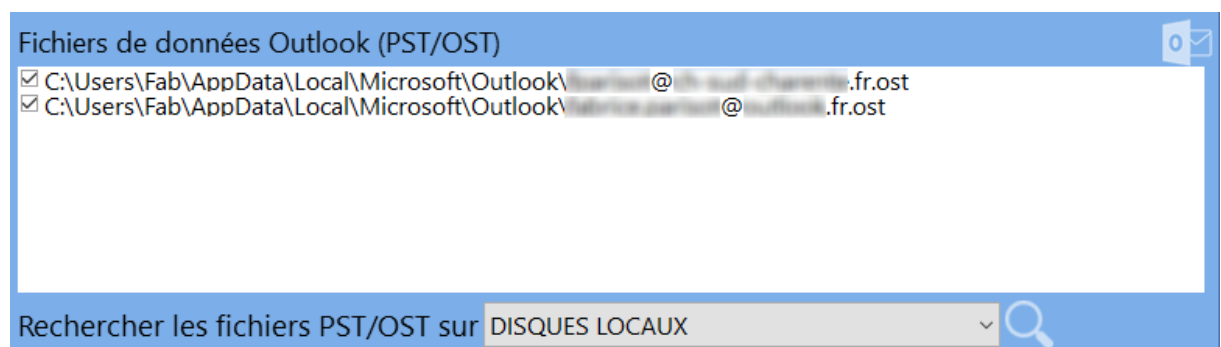 Fichiers de données Outlook (PST/OST)
C:\Users\Fab\AppData\Local\Microsoft\Outlook\ @ .fr.ost
C:\Users\Fab\AppData\Local\Microsoft\Outlook\ @ .fr.ost
Rechercher les fichiers PST/OST sur DISQUES LOCAUX